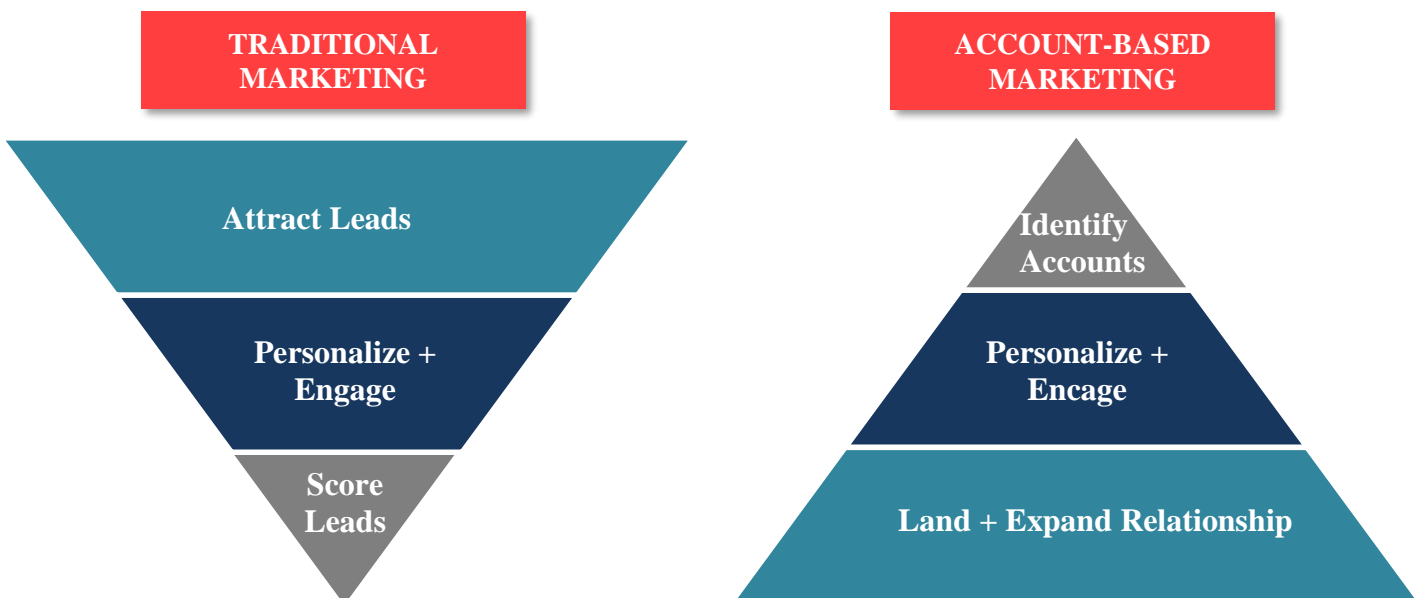 TRADITIONAL
MARKETING
Attract Leads
Personalize +
Engage
Score
Leads
ACCOUNT-BASED
MARKETING
Identify
Accounts
Personalize +
Encage
Land + Expand Relationship